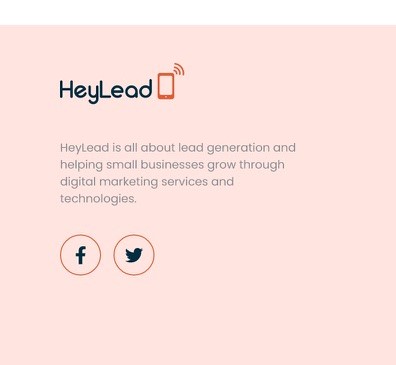 HeyLead
HeyLead is all about lead generation and
helping small businesses grow through
digital marketing services and
technologies.